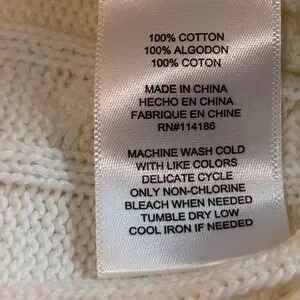 100% COTTON
100% ALGODON
100% COTON
MADE IN CHINA
HECHO EN CHINA
FABRIQUE EN CHINE
RN#114186
MACHINE WASH COLD
WITH LIKE COLORS
DELICATE CYCLE
ONLY NON-CHLORINE
BLEACH WHEN NEEDED
TUMBLE DRY LOW
COOL IRON IF NEEDED